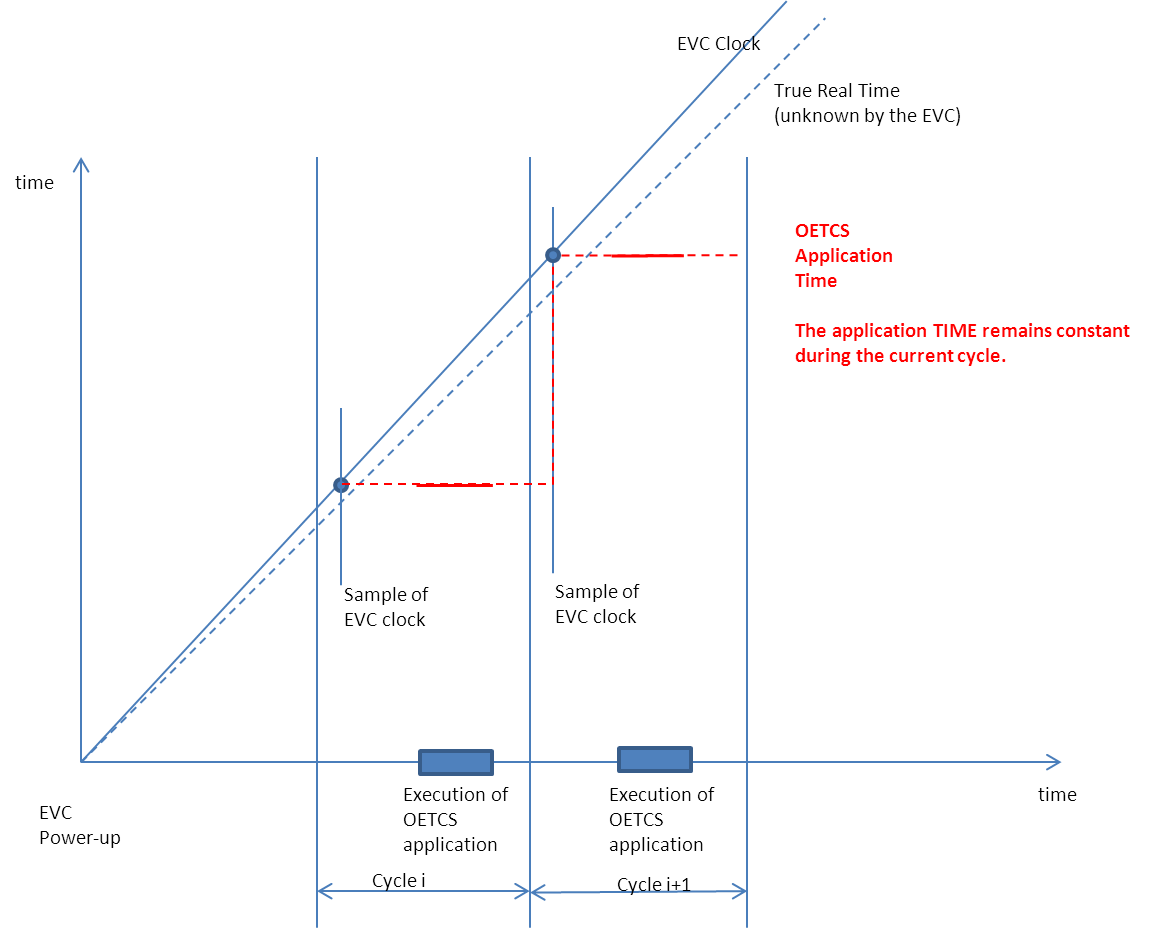 EVC Clock
True Real Time
(unknown by the EVC)
time
OETCS
Application
Time
The application TIME remains constant
during the current cycle.
Sample of
EVC clock
Sample of
EVC clock
EVC
Power-up
Execution of
OETCS
application
Execution of
OETCS
application
time
Cycle i
Cycle i+1